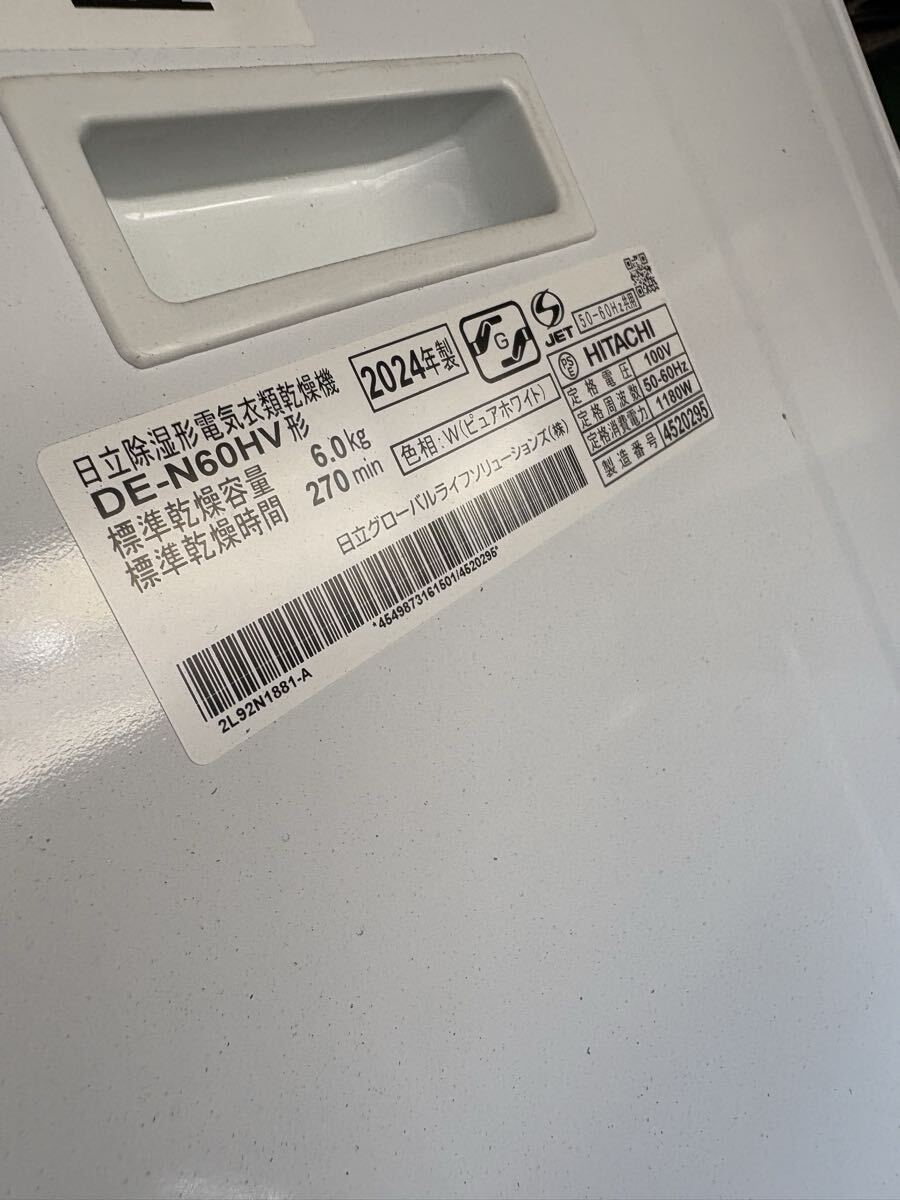 日立除湿形電気衣類乾燥機
DE-N60HV形
標準乾燥容量 6.0kg
標準乾燥時間 270min
2024年製
G
JET
色相:W(ピュアホワイト)
日立グローバルライフソリューションズ(株)
50-60Hz共用
PSE HITACHI
定格電圧 100V
定格周波数 50-60Hz
定格消費電力 1180W
製造番号 4520295
*4549873161501/4520295*
2L92N1881-A